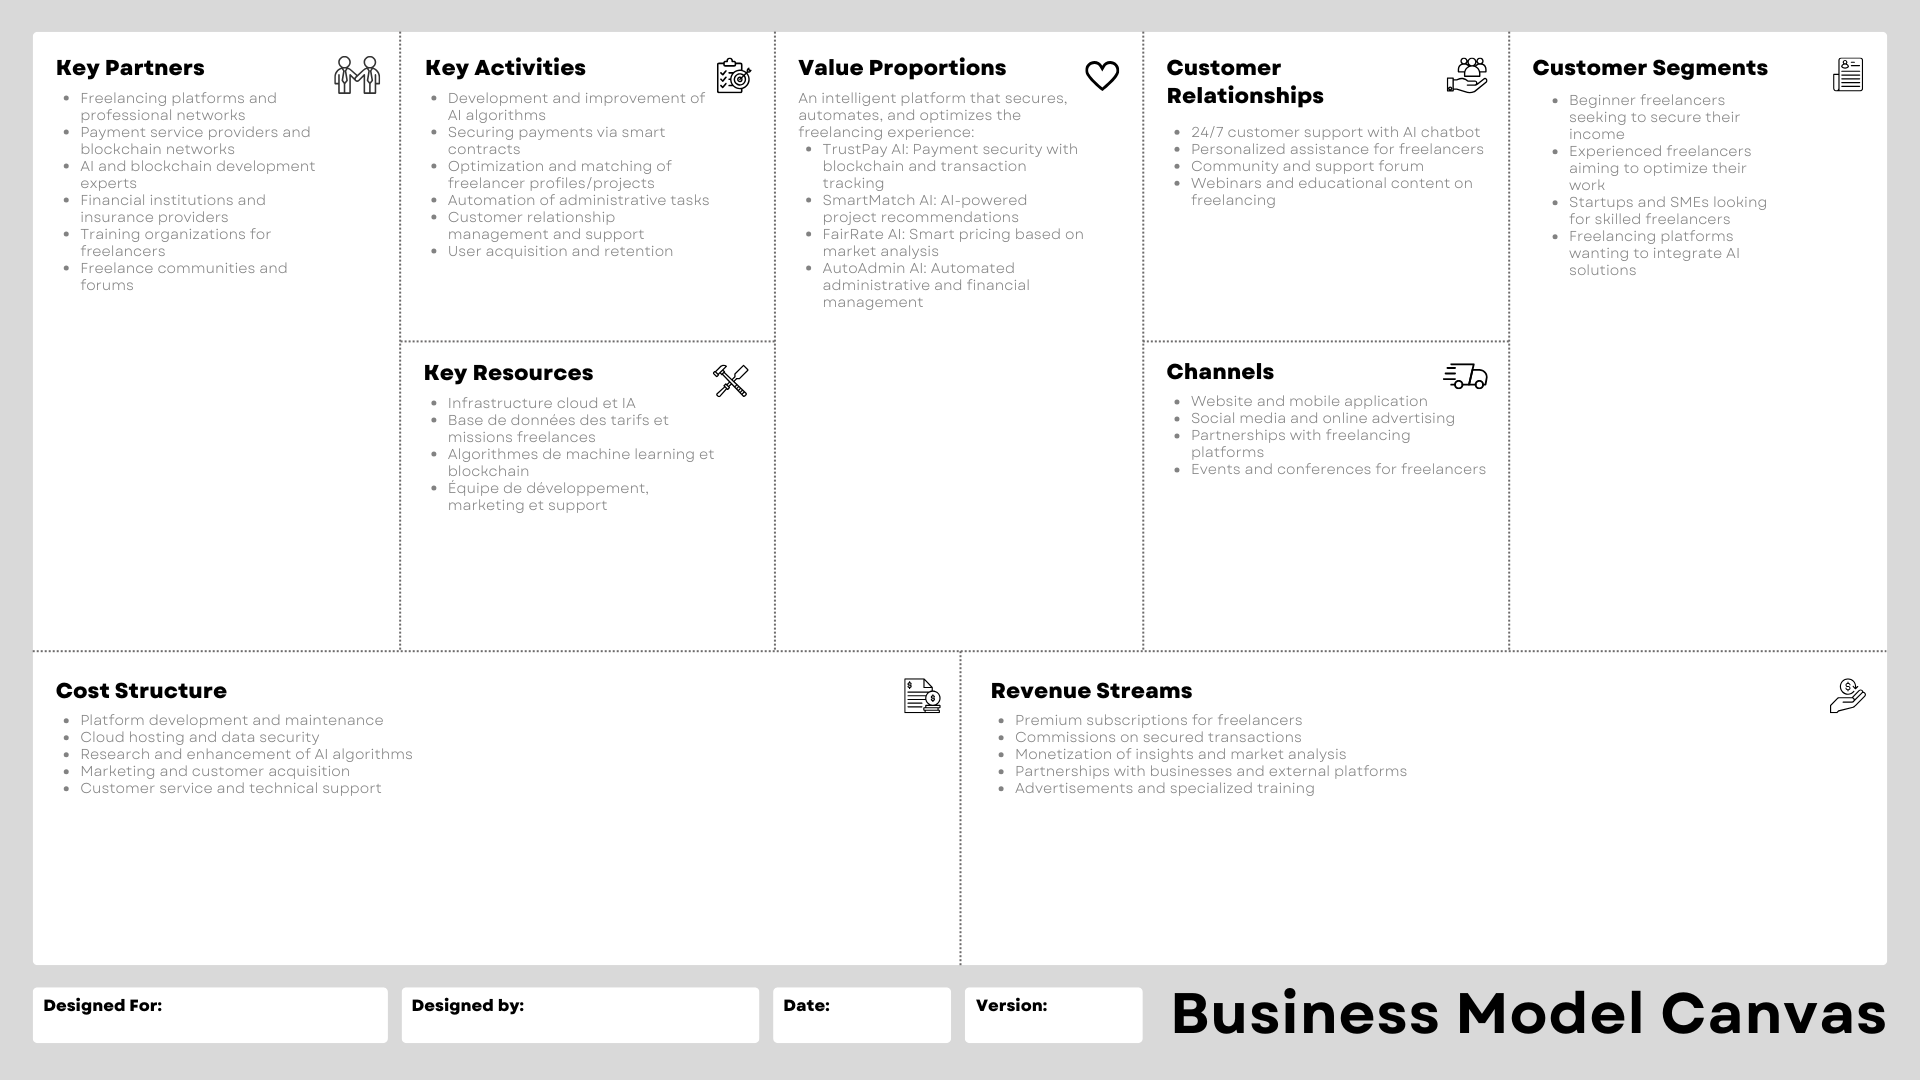 Key Partners
• Freelancing platforms and
professional networks
• Payment service providers and
blockchain networks
• AI and blockchain development
experts
• Financial institutions and
insurance providers
• Training organizations for
freelancers
• Freelance communities and
forums
Key Activities
• Development and improvement of
AI algorithms
• Securing payments via smart
contracts
• Optimization and matching of
freelancer profiles/projects
• Automation of administrative tasks
• Customer relationship
management and support
• User acquisition and retention
Key Resources
• Infrastructure cloud et IA
• Base de données des tarifs et
missions freelances
• Algorithmes de machine learning et
blockchain
• Équipe de développement,
marketing et support
Value Proportions
An intelligent platform that secures,
automates, and optimizes the
freelancing experience:
• TrustPay AI: Payment security with
blockchain and transaction
tracking
• SmartMatch AI: AI-powered
project recommendations
• FairRate AI: Smart pricing based on
market analysis
• AutoAdmin AI: Automated
administrative and financial
management
Customer
Relationships
• 24/7 customer support with AI chatbot
• Personalized assistance for freelancers
• Community and support forum
• Webinars and educational content on
freelancing
Channels
• Website and mobile application
• Social media and online advertising
• Partnerships with freelancing
platforms
• Events and conferences for freelancers
Customer Segments
• Beginner freelancers
seeking to secure their
income
• Experienced freelancers
aiming to optimize their
work
• Startups and SMEs looking
for skilled freelancers
• Freelancing platforms
wanting to integrate AI
solutions
Cost Structure
• Platform development and maintenance
• Cloud hosting and data security
• Research and enhancement of AI algorithms
• Marketing and customer acquisition
• Customer service and technical support
Revenue Streams
• Premium subscriptions for freelancers
• Commissions on secured transactions
• Monetization of insights and market analysis
• Partnerships with businesses and external platforms
• Advertisements and specialized training
Designed For:
Designed by:
Date:
Version:
Business Model Canvas